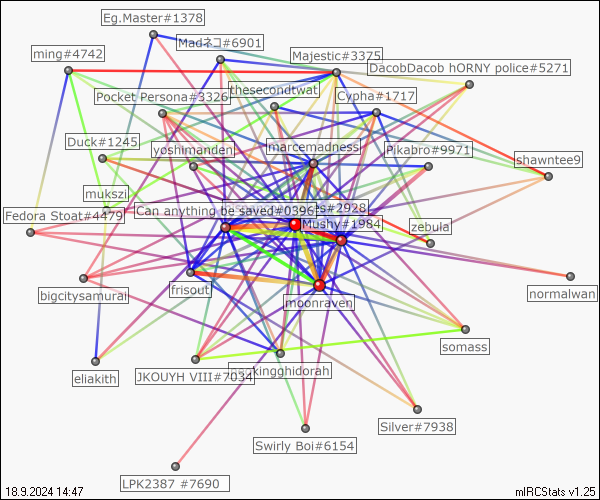 Eg.Master#1378
Madネコ#6901
ming#4742
Majestic#3375
DacobDacob hORNY police#5271
thesecondtwat
Pocket Persona#3326
Cypha#1717
Duck#1245
yoshimanden
marcemadness
Pikabro#9971
shawntee9
mukszi
Fedora Stoat#4479
Can anything be saved#0396
s#2928
Mushy#1984
zebula
frisout
bigcitysamurai
moonraven
normalwan
somass
eliakith
JKOUYH VIII#7034
kingghidorah
Silver#7938
Swirly Boi#6154
LPK2387 #7690
18.9.2024 14:47
mIRCStats v1.25